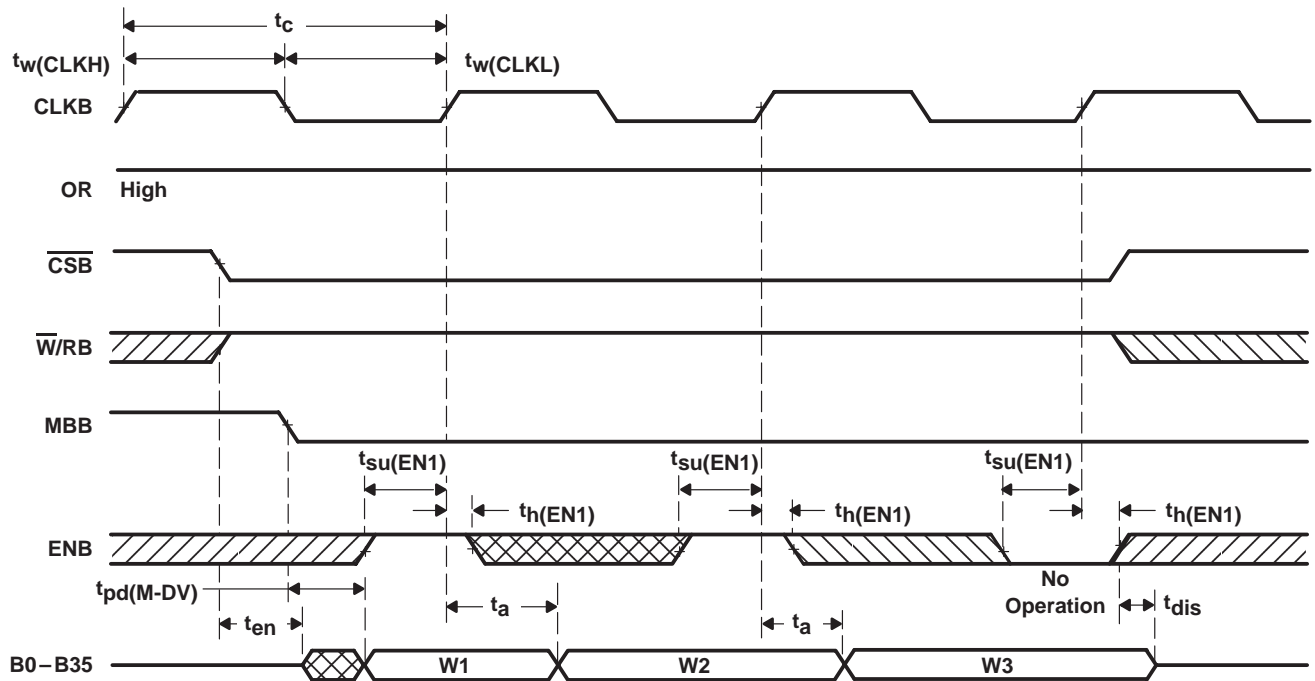 tc
tw(CLKH)
tw(CLKL)
CLKB
OR
High
CSB
W/RB
MBB
tsu(EN1)
tsu(EN1)
tsu(EN1)
th(EN1)
th(EN1)
th(EN1)
ENB
tpd(M-DV)
ta
No
Operation
tdis
ten
ta
B0–B35
W1
W2
W3